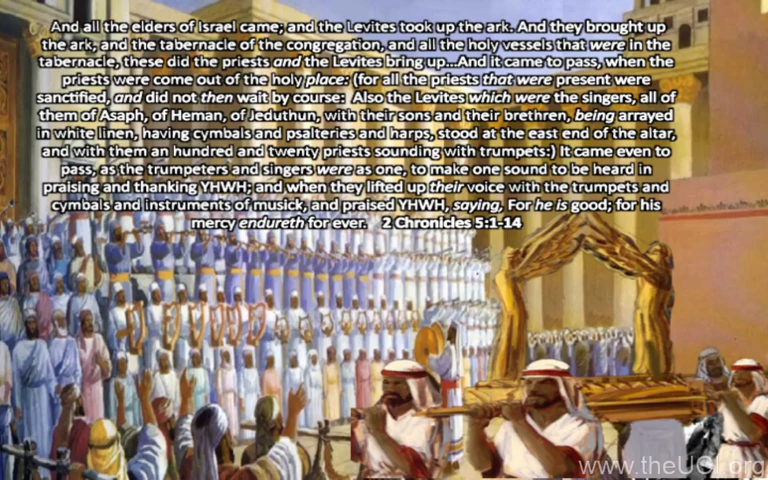 And all the elders of Israel came; and the Levites took up the ark. And they brought up
the ark, and the tabernacle of the congregation, and all the holy vessels that were in the
tabernacle, these did the priests and the Levites bring up...And it came to pass, when the
priests were come out of the holy place: (for all the priests that were present were
sanctified, and did not then wait by course: Also the Levites which were the singers, all of
them of Asaph, of Heman, of Jeduthun, with their sons and their brethren, being arrayed
in white linen, having cymbals and psalteries and harps, stood at the east end of the altar,
and with them an hundred and twenty priests sounding with trumpets:) It came even to
pass, as the trumpeters and singers were as one, to make one sound to be heard in
praising and thanking YHWH; and when they lifted up their voice with the trumpets and
cymbals and instruments of musick, and praised YHWH, saying, For he is good; for his
mercy endureth for ever. 2 Chronicles 5:1-14
www.theUCI.org